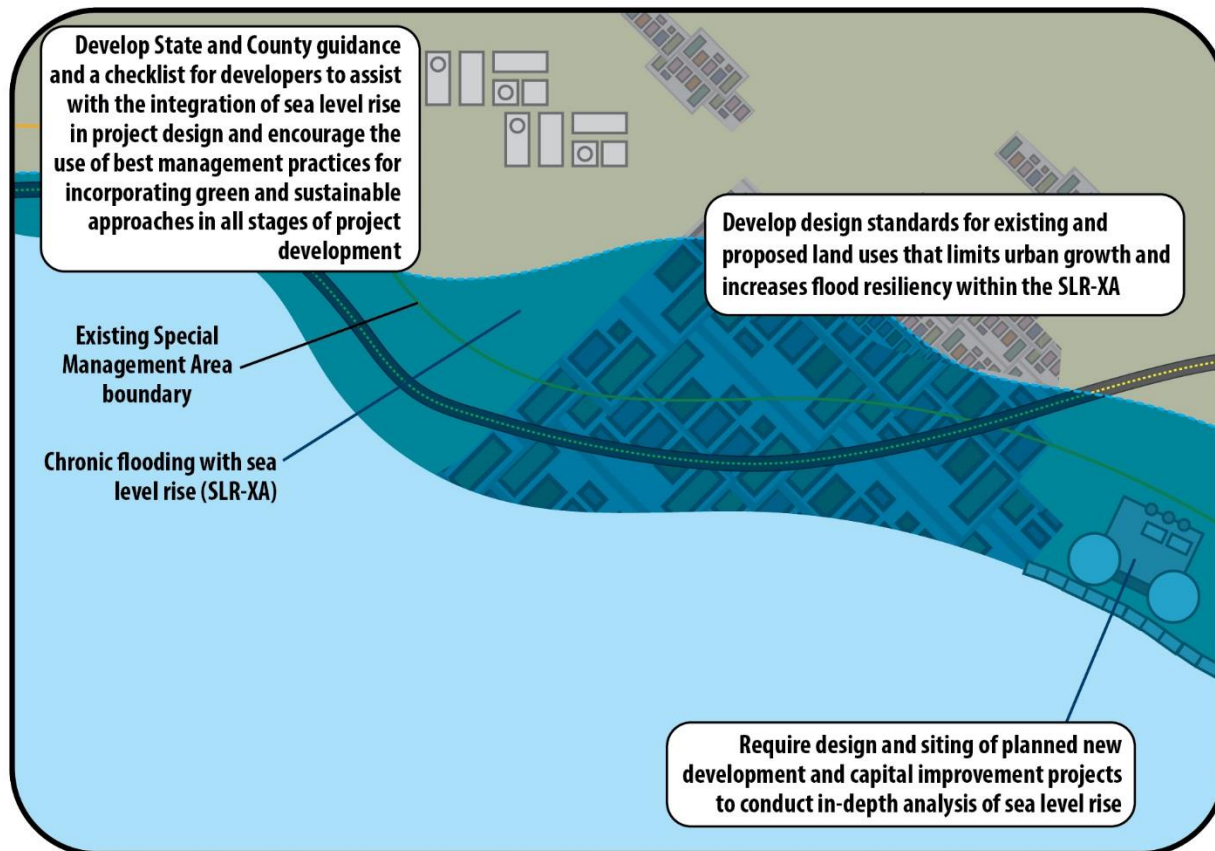 Develop State and County guidance
and a checklist for developers to assist
with the integration of sea level rise
in project design and encourage the
use of best management practices for
incorporating green and sustainable
approaches in all stages of project
development
Develop design standards for existing and
proposed land uses that limits urban growth and
increases flood resiliency within the SLR-XA
Existing Special
Management Area
boundary
Chronic flooding with sea
level rise (SLR-XA)
Require design and siting of planned new
development and capital improvement projects
to conduct in-depth analysis of sea level rise